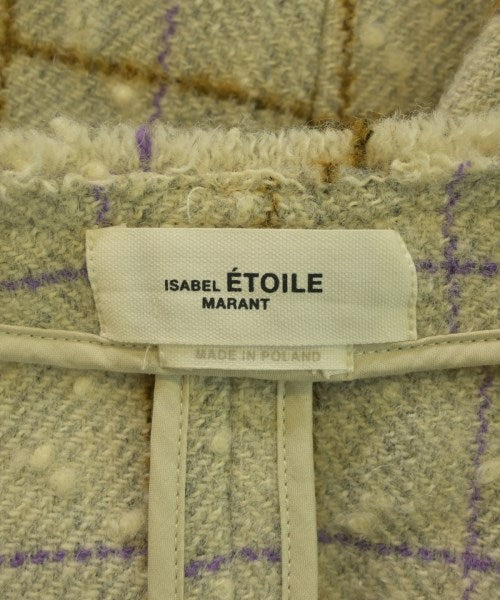 ISABEL ÉTOILE
MARANT
MADE IN POLAND